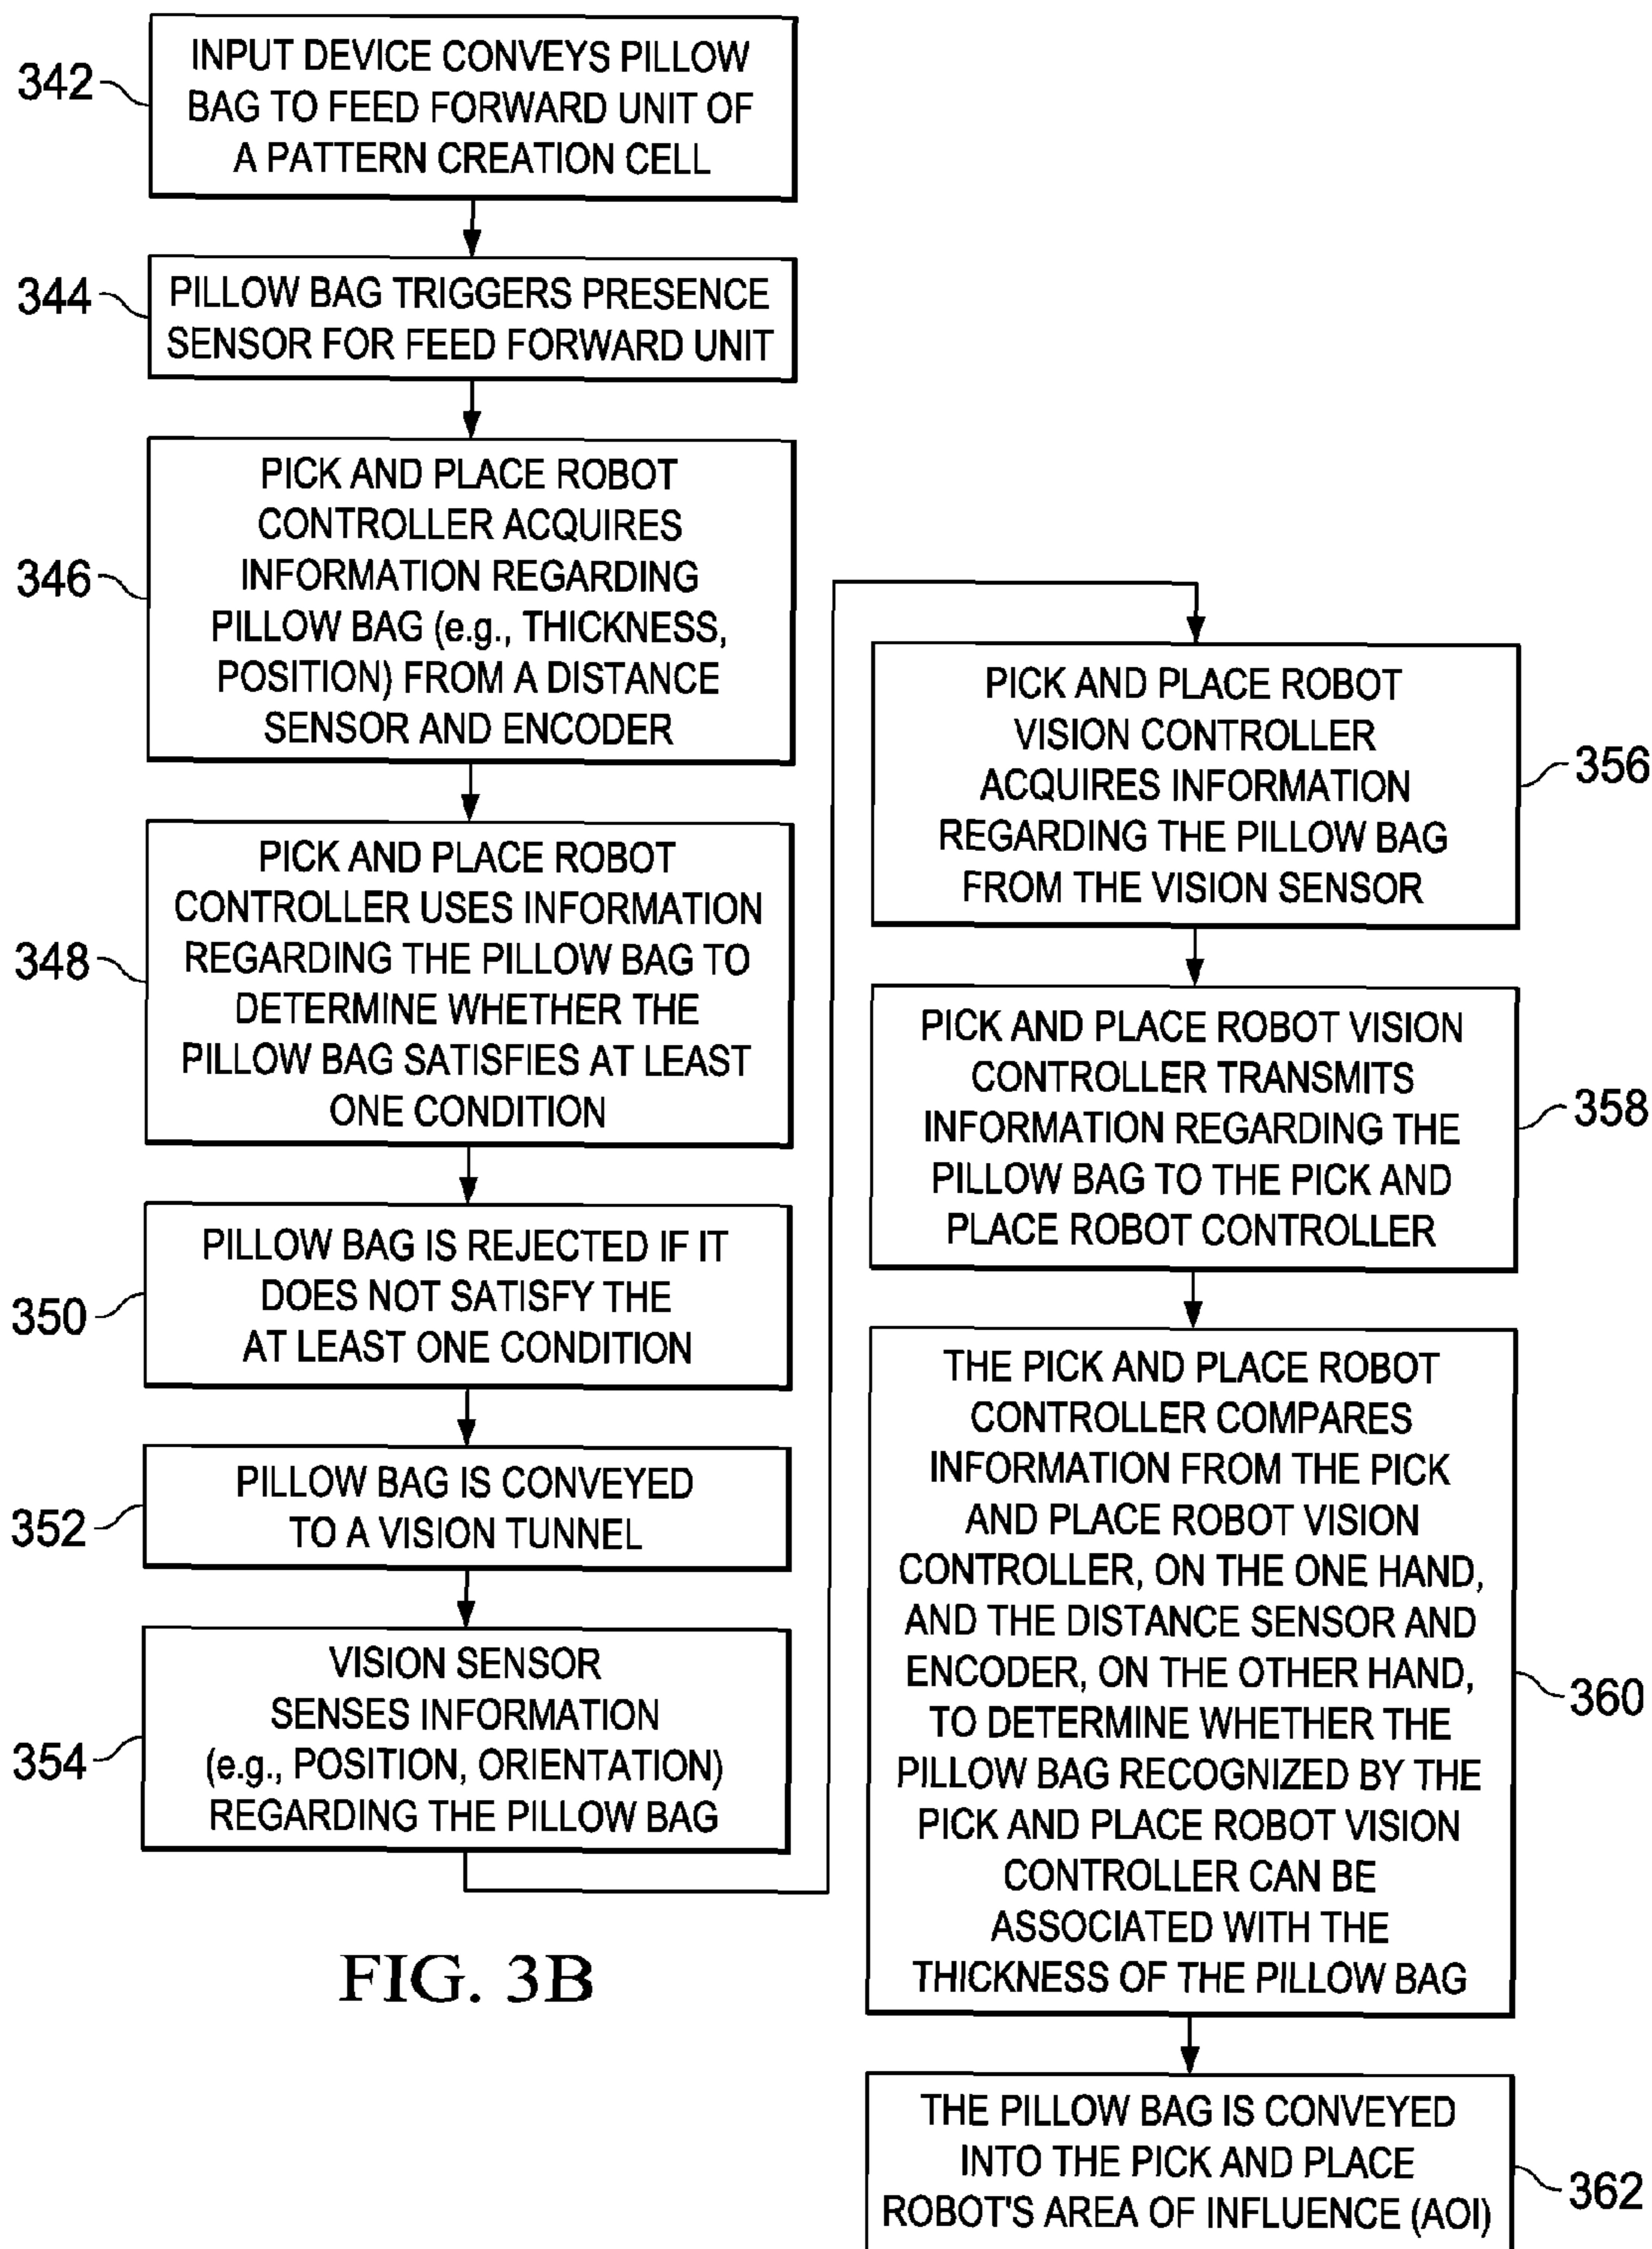 342
INPUT DEVICE CONVEYS PILLOW
BAG TO FEED FORWARD UNIT OF
A PATTERN CREATION CELL
344
PILLOW BAG TRIGGERS PRESENCE
SENSOR FOR FEED FORWARD UNIT
346
PICK AND PLACE ROBOT
CONTROLLER ACQUIRES
INFORMATION REGARDING
PILLOW BAG (e.g., THICKNESS,
POSITION) FROM A DISTANCE
SENSOR AND ENCODER
348
PICK AND PLACE ROBOT
CONTROLLER USES INFORMATION
REGARDING THE PILLOW BAG TO
DETERMINE WHETHER THE
PILLOW BAG SATISFIES AT LEAST
ONE CONDITION
350
PILLOW BAG IS REJECTED IF IT
DOES NOT SATISFY THE
AT LEAST ONE CONDITION
352
PILLOW BAG IS CONVEYED
TO A VISION TUNNEL
354
VISION SENSOR
SENSES INFORMATION
(e.g., POSITION, ORIENTATION)
REGARDING THE PILLOW BAG
356
PICK AND PLACE ROBOT
VISION CONTROLLER
ACQUIRES INFORMATION
REGARDING THE PILLOW BAG
FROM THE VISION SENSOR
358
PICK AND PLACE ROBOT VISION
CONTROLLER TRANSMITS
INFORMATION REGARDING THE
PILLOW BAG TO THE PICK AND
PLACE ROBOT CONTROLLER
360
THE PICK AND PLACE ROBOT
CONTROLLER COMPARES
INFORMATION FROM THE PICK
AND PLACE ROBOT VISION
CONTROLLER, ON THE ONE HAND,
AND THE DISTANCE SENSOR AND
ENCODER, ON THE OTHER HAND,
TO DETERMINE WHETHER THE
PILLOW BAG RECOGNIZED BY THE
PICK AND PLACE ROBOT VISION
CONTROLLER CAN BE
ASSOCIATED WITH THE
THICKNESS OF THE PILLOW BAG
362
THE PILLOW BAG IS CONVEYED
INTO THE PICK AND PLACE
ROBOT'S AREA OF INFLUENCE (AOI)
FIG. 3B